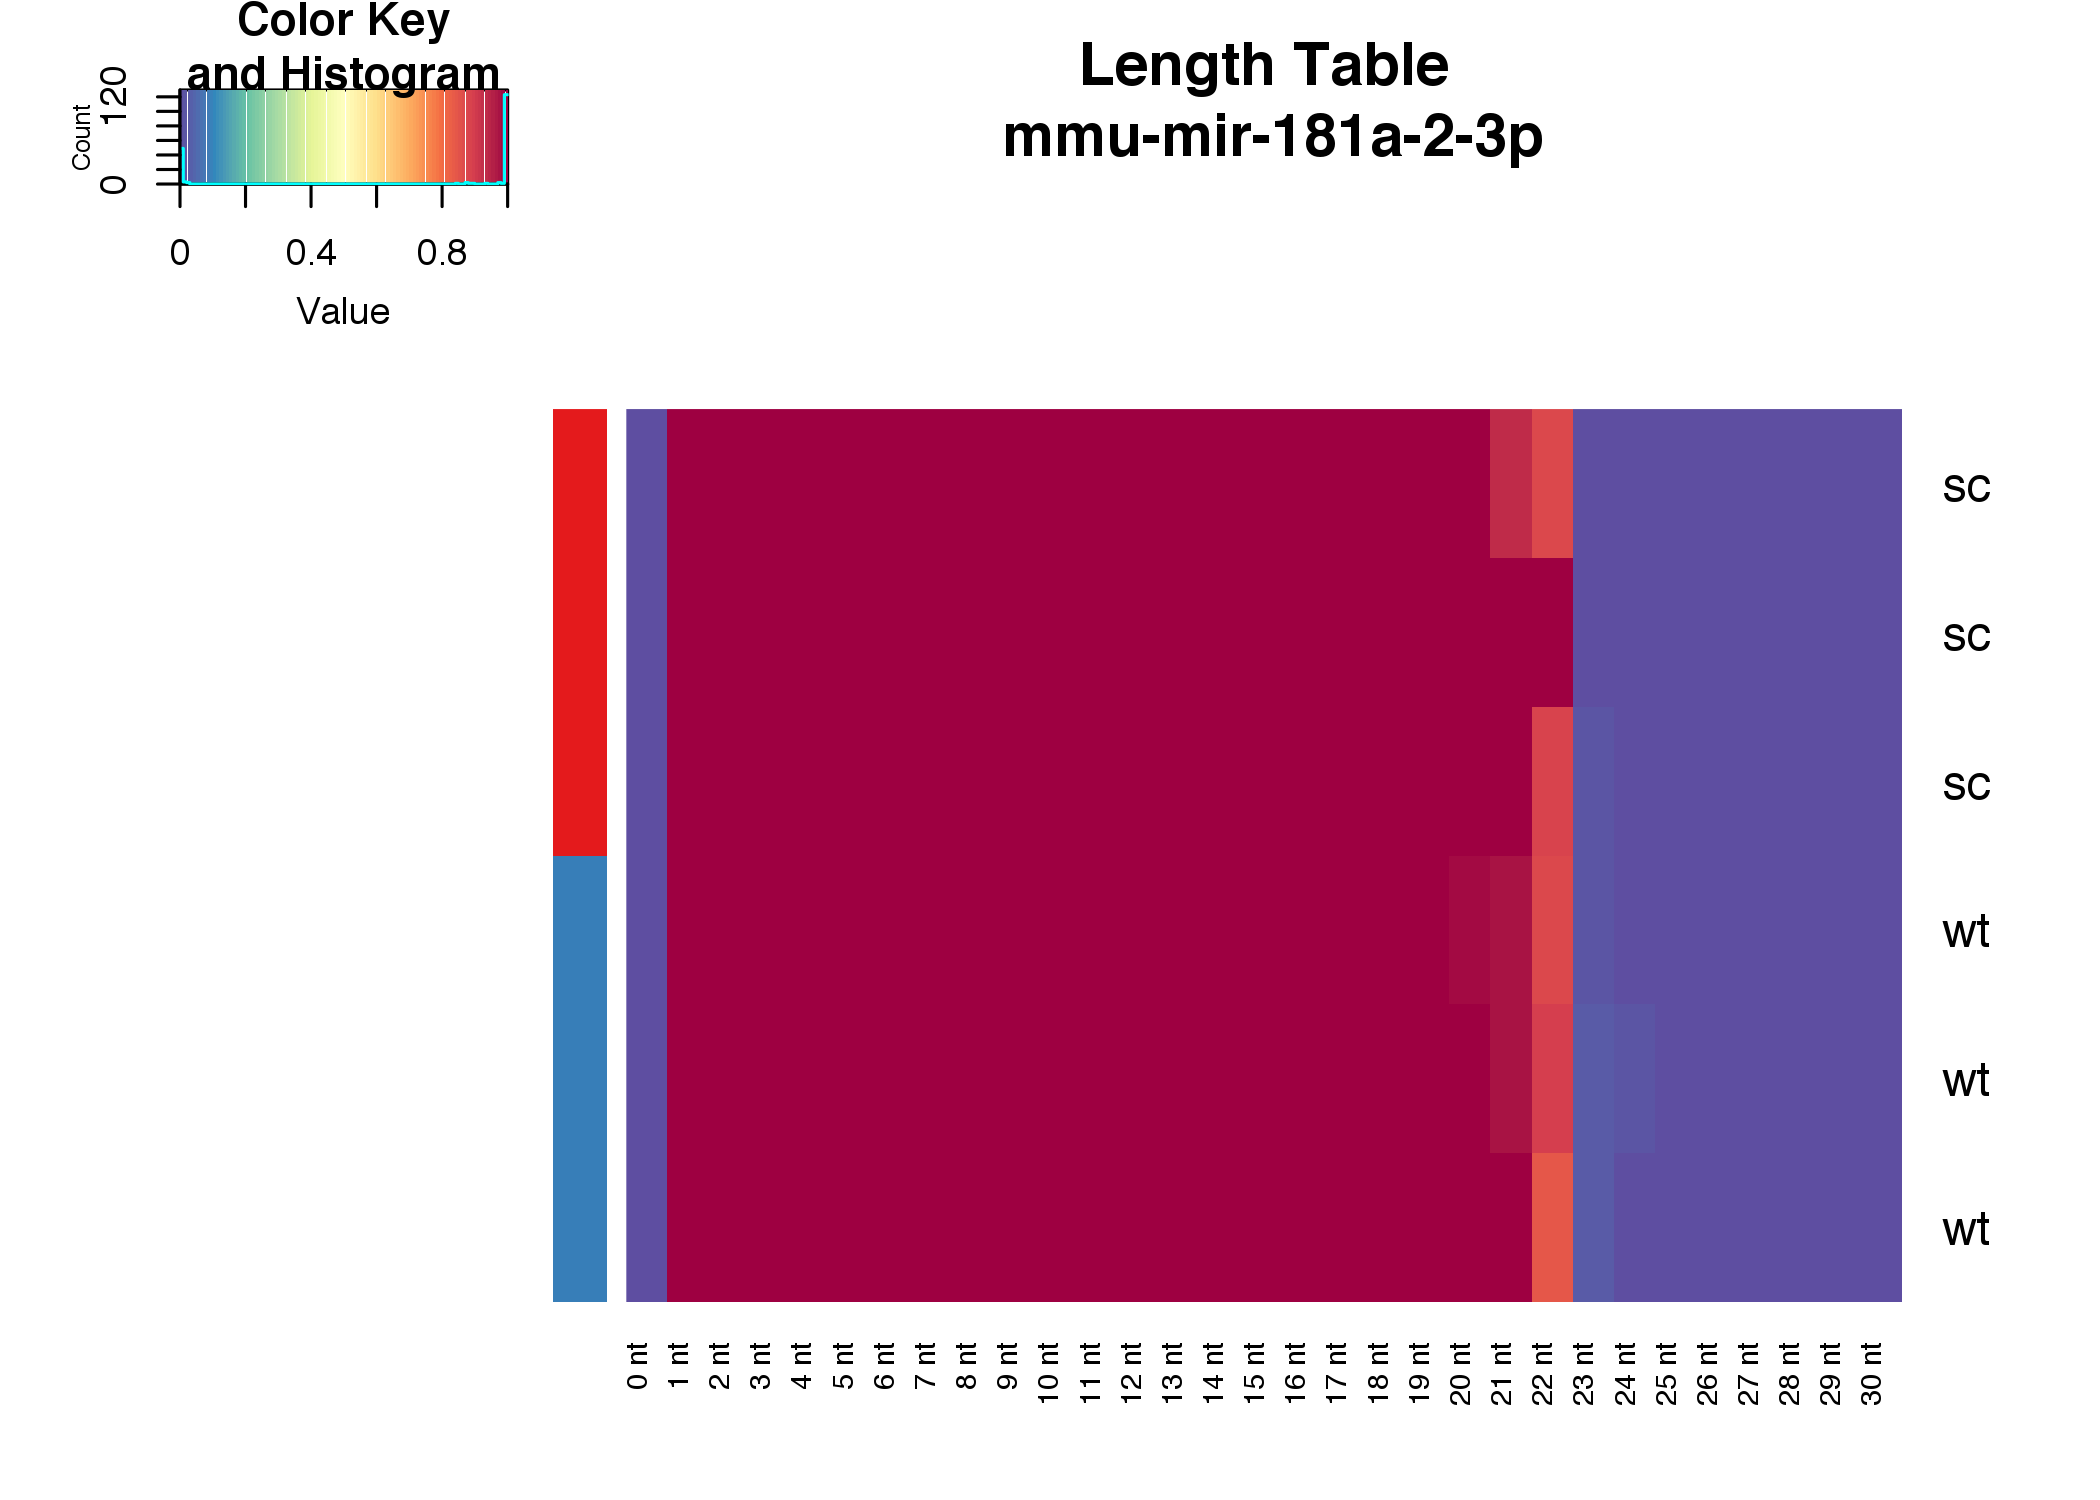 Color Key
and Histogram
Count
0 120
0 0.4 0.8
Value
Length Table
mmu-mir-181a-2-3p
sc
sc
sc
wt
wt
wt
0 nt 1 nt 2 nt 3 nt 4 nt 5 nt 6 nt 7 nt 8 nt 9 nt 10 nt 11 nt 12 nt 13 nt 14 nt 15 nt 16 nt 17 nt 18 nt 19 nt 20 nt 21 nt 22 nt 23 nt 24 nt 25 nt 26 nt 27 nt 28 nt 29 nt 30 nt